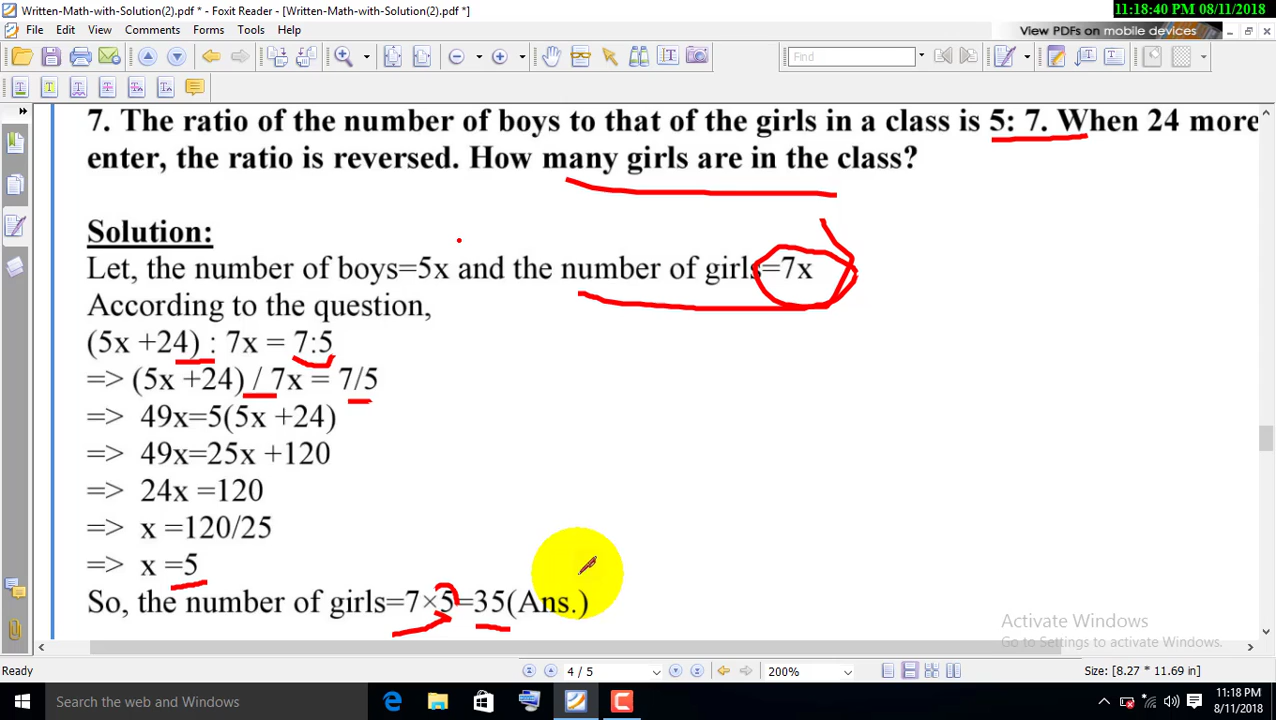 Written-Math-with-Solution(2).pdf * - Foxit Reader - [Written-Math-with-Solution(2).pdf *]
11:18:40 PM 08/11/2018
File Edit View Comments Forms Tools Help
View PDFs on mobile devices
Find
7. The ratio of the number of boys to that of the girls in a class is 5: 7. When 24 more
enter, the ratio is reversed. How many girls are in the class?
Solution:
Let, the number of boys=5x and the number of girls=7x
According to the question,
(5x +24) : 7x = 7:5
=> (5x +24) / 7x = 7/5
=> 49x=5(5x +24)
=> 49x=25x +120
=> 24x =120
=> x =120/25
=> x =5
So, the number of girls=7×5=35(Ans.)
Activate Windows
Go to Settings to activate Windows.
Ready
4 / 5
200%
Size: [8.27 * 11.69 in]
Search the web and Windows
11:18 PM
8/11/2018